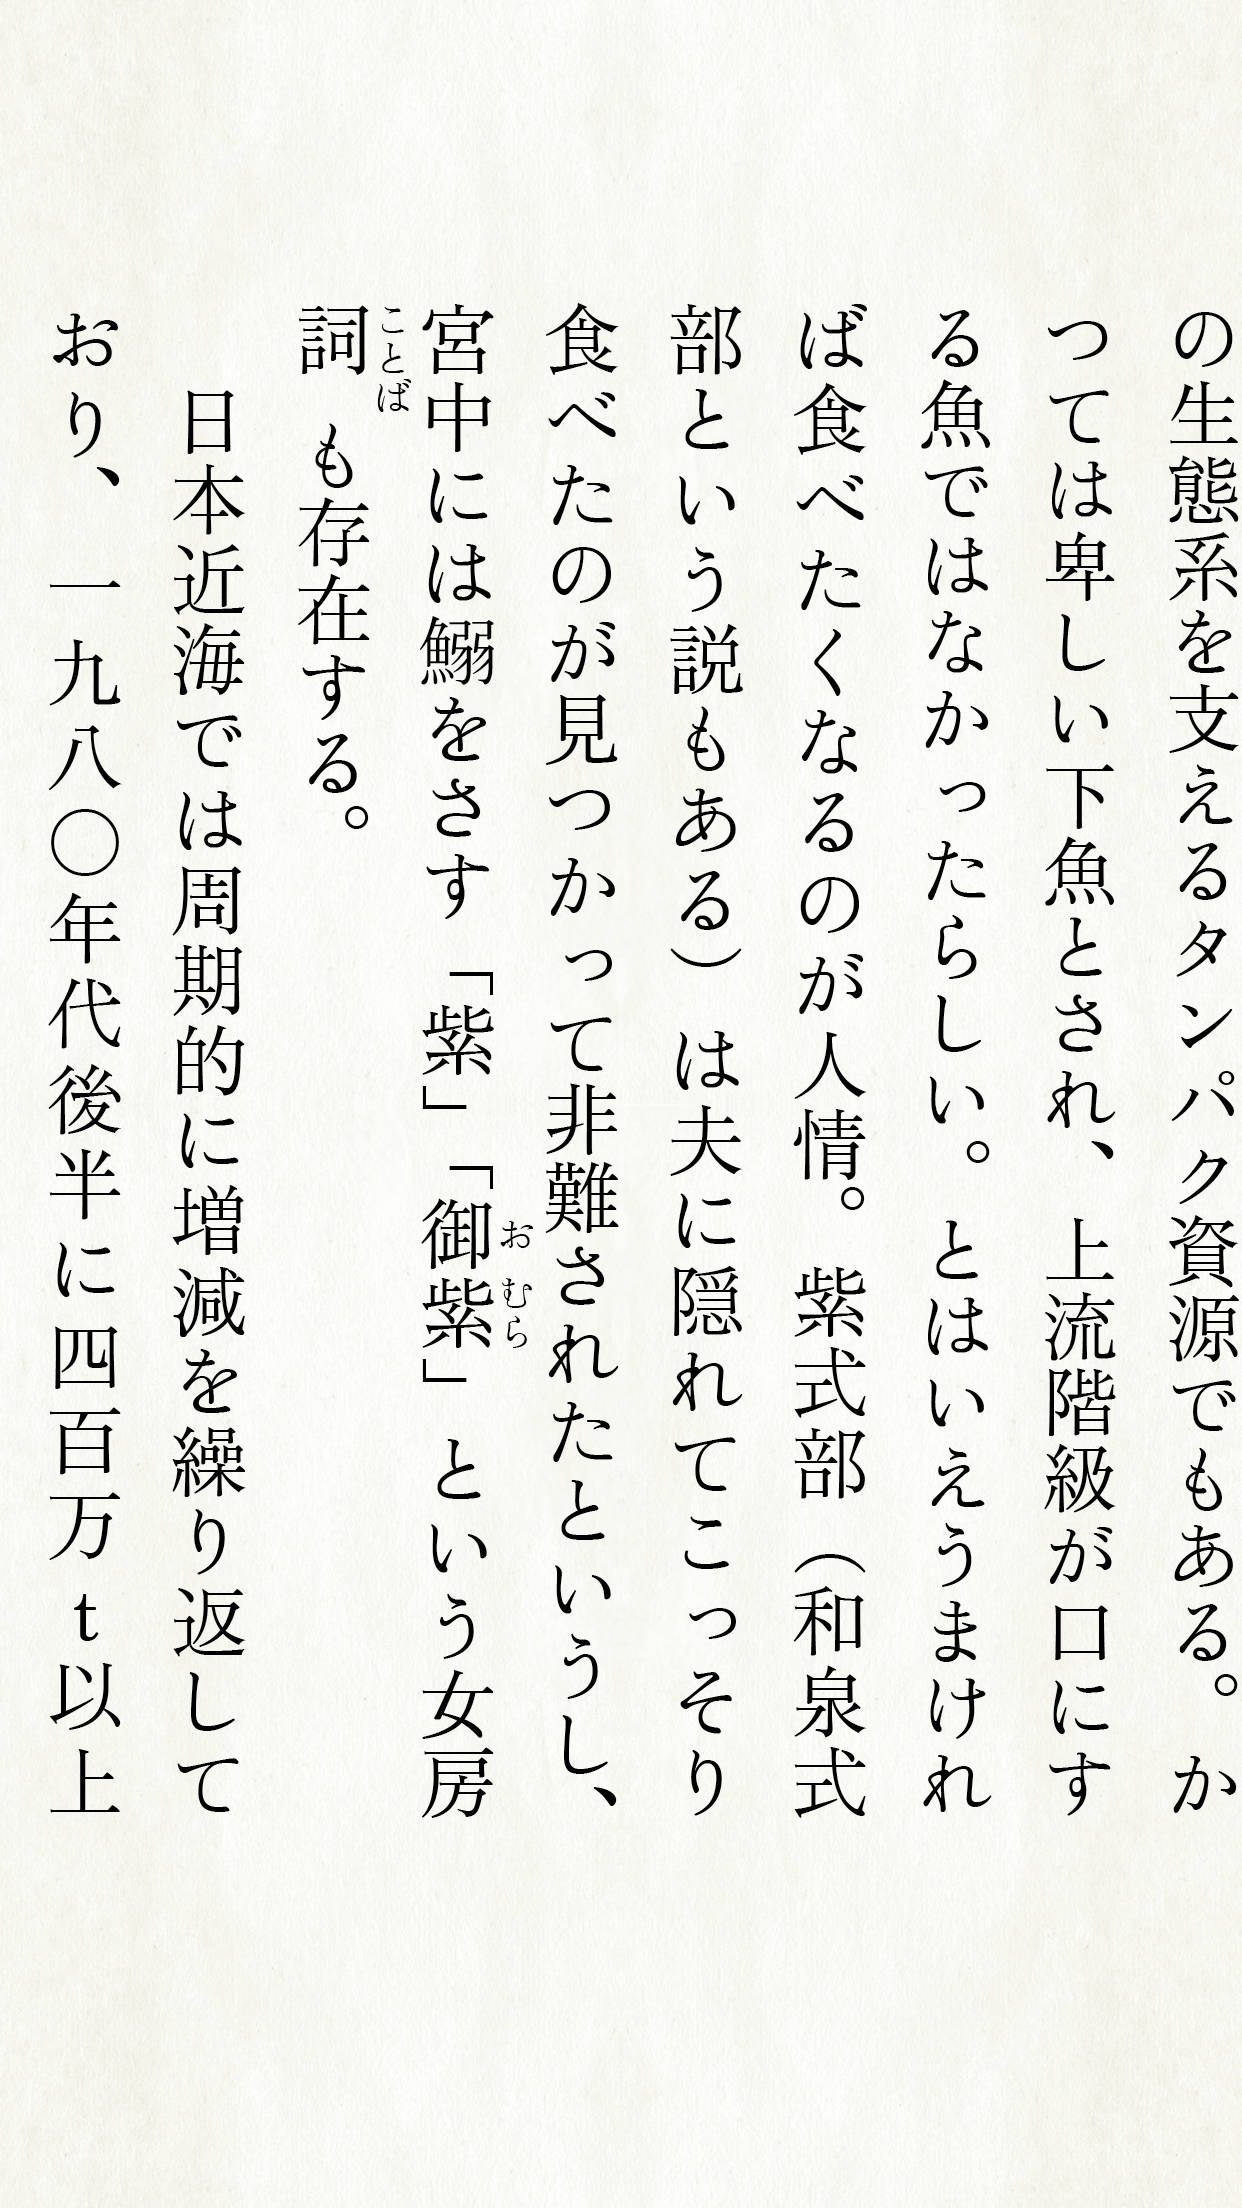 の生態系を支えるタンパク資源でもある。か
つては卑しい下魚とされ、上流階級が口にす
る魚ではなかったらしい。とはいえうまけれ
ば食べたくなるのが人情。紫式部（和泉式
部という説もある）は夫に隠れてこっそり
食べたのが見つかって非難されたというし、
宮中には鰯をさす「紫」「御紫」という女房
おむら
詞も存在する。
ことば
日本近海では周期的に増減を繰り返して
おり、一九八〇年代後半に四百万t以上